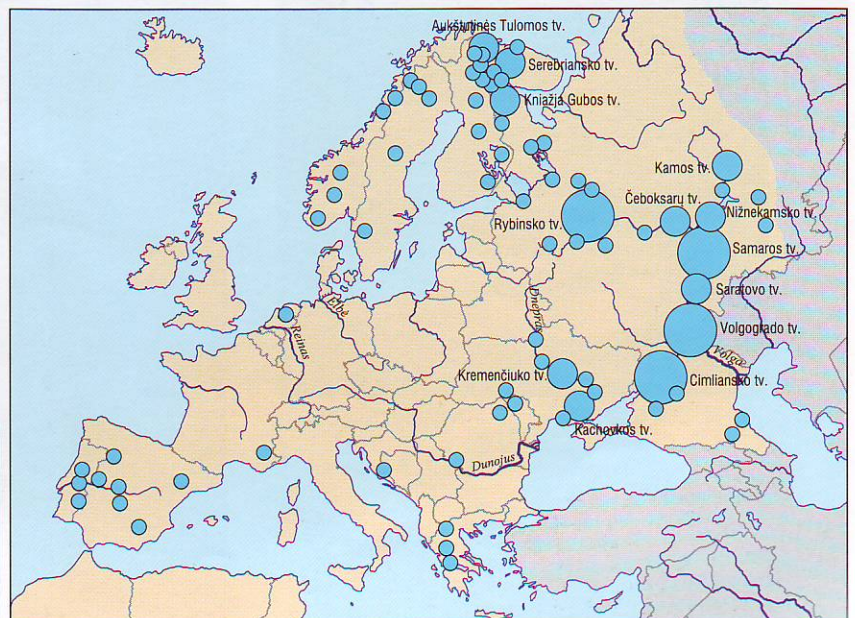 Aukštutinės Tulomos tv.
Serebriansko tv.
Kniažja Gubos tv.
Kamos tv.
Čeboksarų tv.
Nižnekamsko tv.
Rybinsko tv.
Samaros tv.
Saratovo tv.
Dnepras
Elbė
Reinas
Volgogrado tv.
Volga
Kremenčiuko tv.
Cimliansko tv.
Kachovkos tv.
Dunojus